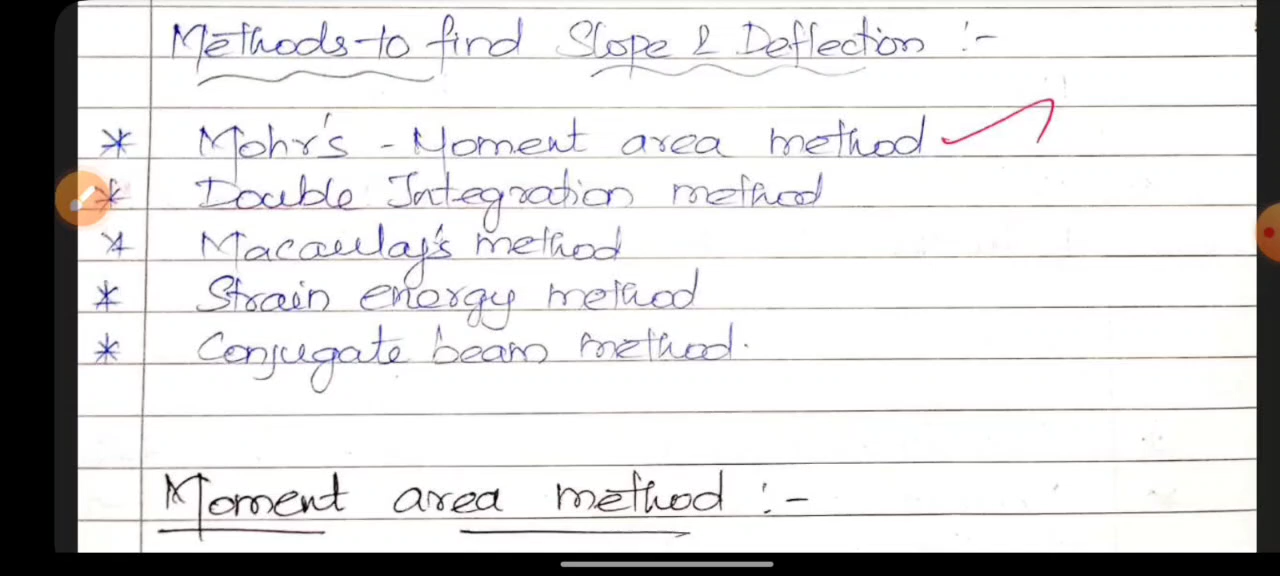 Methods to find Slope & Deflection :-
* Mohr's - Moment area method
* Double Integration method
* Macaulay's method
* Strain energy method
* Conjugate beam method.
Moment area method :-